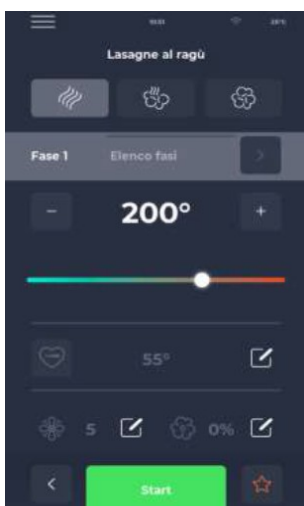 Lasagne al ragù
Fase 1 Elenco fasi
- 200° +
55°
5 0%
Start